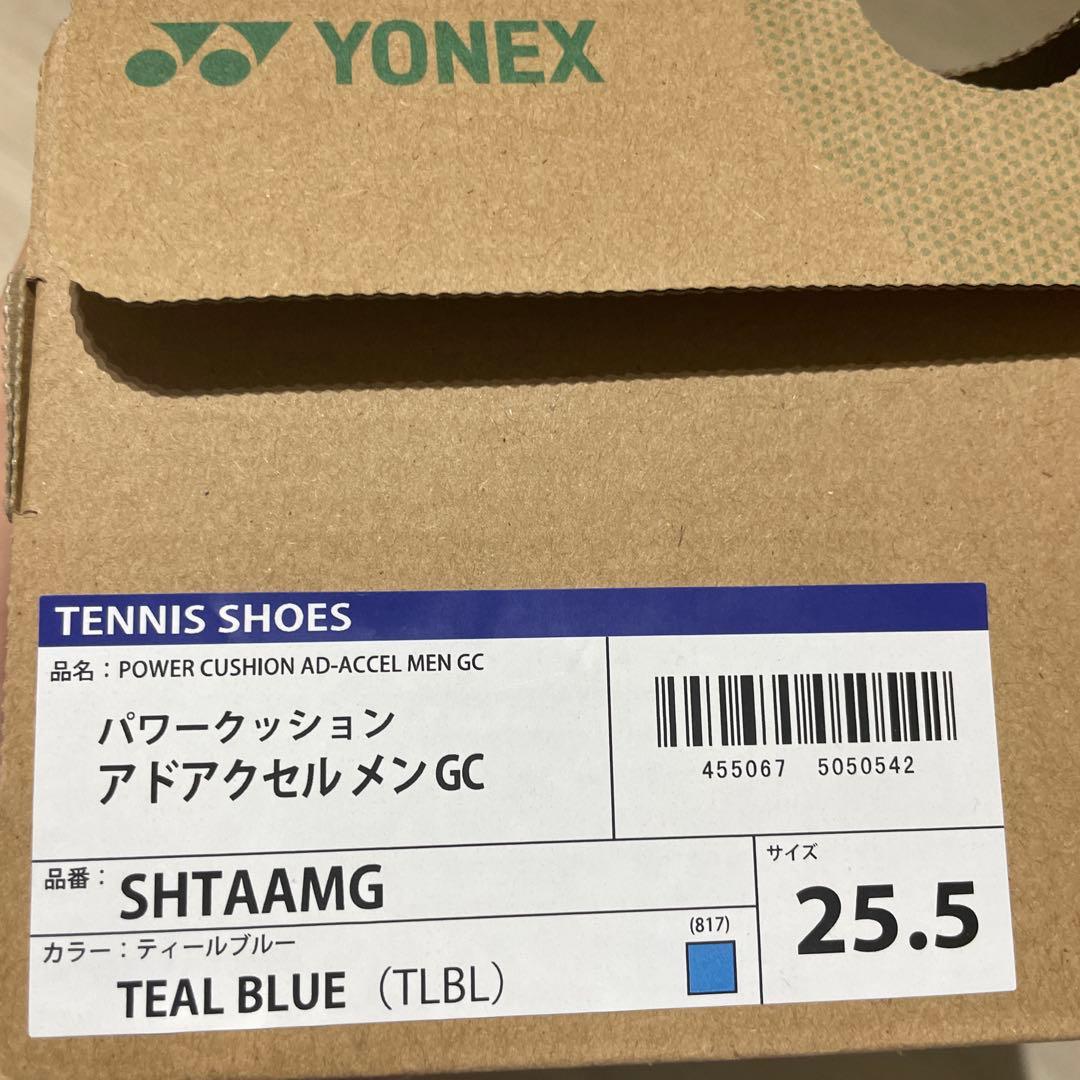 YONEX
TENNIS SHOES
品名：POWER CUSHION AD-ACCEL MEN GC
パワークッション
アドアクセル メン GC
455067 5050542
品番：SHTAAMG
サイズ
25.5
カラー：ティールブルー
(817)
TEAL BLUE（TLBL）